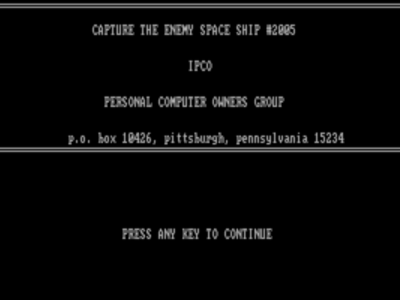 CAPTURE THE ENEMY SPACE SHIP #2005
IPCO
PERSONAL COMPUTER OWNERS GROUP
p.o. box 10426, pittsburgh, pennsylvania 15234
PRESS ANY KEY TO CONTINUE